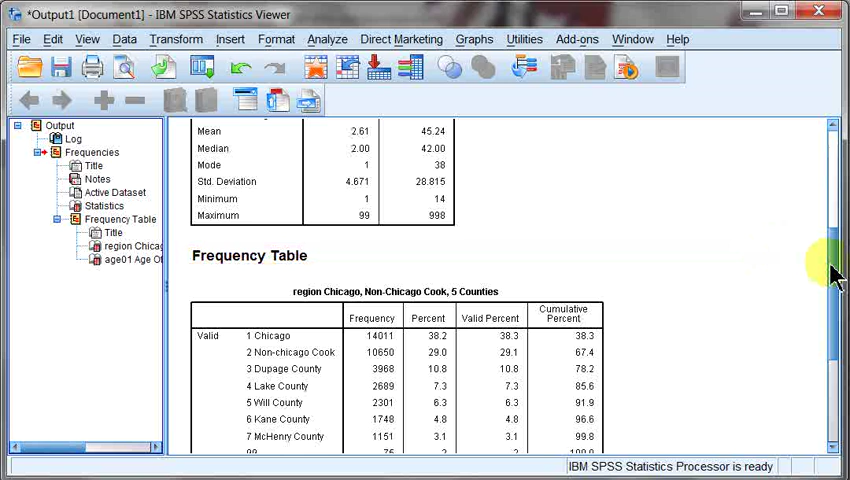 *Output1 [Document1] - IBM SPSS Statistics Viewer
File Edit View Data Transform Insert Format Analyze Direct Marketing Graphs Utilities Add-ons Window Help
Output
Log
Frequencies
Title
Notes
Active Dataset
Statistics
Frequency Table
Title
region Chicag
age01 Age Of
Mean 2.61 45.24
Median 2.00 42.00
Mode 1 38
Std. Deviation 4.671 28.815
Minimum 1 14
Maximum 99 998
Frequency Table
region Chicago, Non-Chicago Cook, 5 Counties
Frequency Percent Valid Percent Cumulative Percent
Valid 1 Chicago 14011 38.2 38.3 38.3
2 Non-chicago Cook 10650 29.0 29.1 67.4
3 Dupage County 3968 10.8 10.8 78.2
4 Lake County 2689 7.3 7.3 85.6
5 Will County 2301 6.3 6.3 91.9
6 Kane County 1748 4.8 4.8 96.6
7 McHenry County 1151 3.1 3.1 99.8
99 76 .2 .2 100.0
IBM SPSS Statistics Processor is ready